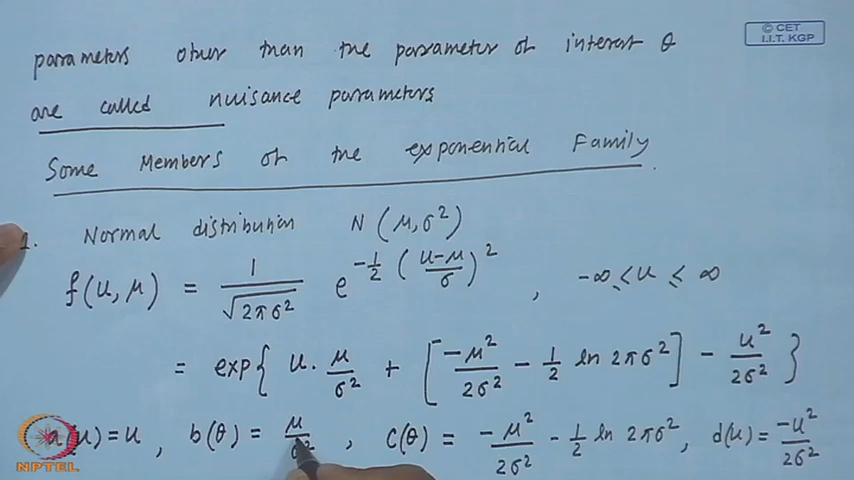 © CET
I.I.T. KGP
parameters other than the parameter of interest θ
are called nuisance parameters
Some Members of the exponential Family.
1. Normal distribution N(μ, σ²)
f(u, μ) = 1/√(2πσ²) e^{-1/2 ((u-μ)/σ)²}, -∞ ≤ u ≤ ∞
= exp{ u · μ/σ² + [ -μ²/2σ² - 1/2 ln 2πσ² ] - u²/2σ² }
a(u) = u, b(θ) = μ/σ², c(θ) = -μ²/2σ² - 1/2 ln 2πσ², d(u) = -u²/2σ²
NPTEL